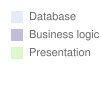 Database
Business logic
Presentation